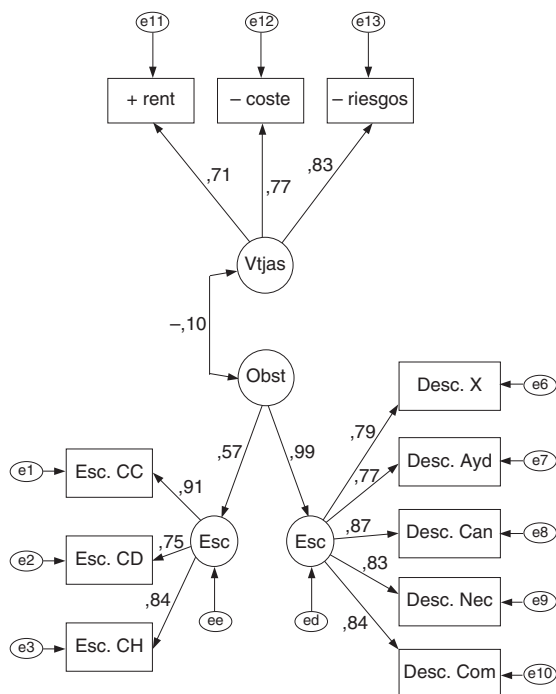 e11 e12 e13
+ rent – coste – riesgos
,71 ,77 ,83
Vtjas
–,10
Obst
Desc. X e6
,57 ,99 ,79
Esc. CC e1 ,91
,77 Desc. Ayd e7
Esc. CD e2 ,75 Esc
Esc ,87 Desc. Can e8
,83 Desc. Nec e9
,84 ee ed ,84
Esc. CH e3
Desc. Com e10